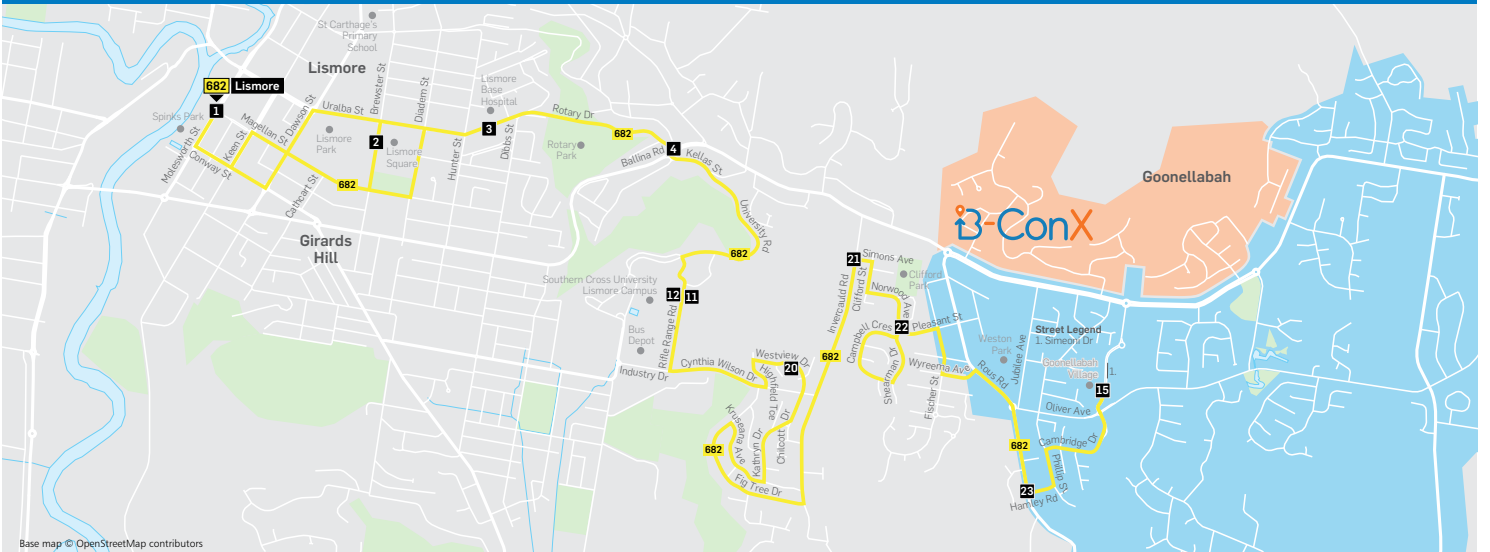 St Carthage's
Primary
School
Lismore
682 Lismore
1
Spinks Park
Molesworth St
Keen St
Magellan St
Conway St
Dawson St
Uralba St
Brewster St
Diadem St
Lismore
Park
2
Lismore
Square
Cathcart St
682
Girards
Hill
Lismore
Base
Hospital
3
Hunter St
Dibbs St
Rotary Dr
682
Rotary
Park
Ballina Rd
4
Kellas St
University Rd
682
Southern Cross University
Lismore Campus
12
11
Rifle Range Rd
Bus
Depot
Industry Dr
Cynthia Wilson Dr
Westview Dr
20
Highfield Tce
Chilcott Dr
Kathryn Dr
Kruseana Ave
682
Fig Tree Dr
682
Invercauld Rd
21
Simons Ave
Clifford St
Clifford
Park
Norwood Ave
22
Pleasant St
Campbell Cres
Shearman Dr
Wyreema Ave
Fischer St
B-ConX
Goonellabah
Weston
Park
Rous Rd
Jubilee Ave
Street Legend
1. Simeoni Dr
Goonellabah
Village
1.
15
Oliver Ave
682
Cambridge Dr
Phillip St
23
Hamley Rd
Base map © OpenStreetMap contributors